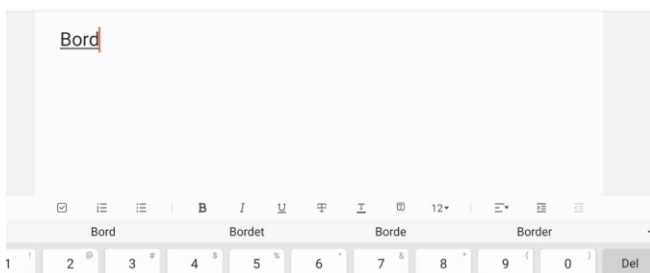 Bord
B I U T T T 12
Bord Bordet Borde Border
! @ # $ % ^ & * ( )
1 2 3 4 5 6 7 8 9 0 Del